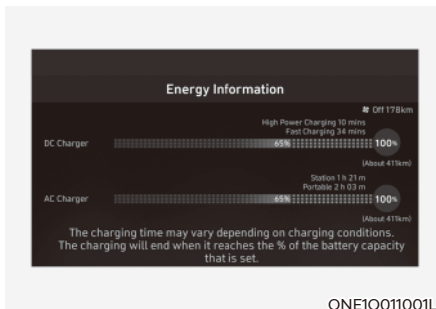 Energy Information
Off 178km
High Power Charging 10 mins
Fast Charging 34 mins
DC Charger 65% 100%
(About 411km)
Station 1 h 21 m
Portable 2 h 03 m
AC Charger 65% 100%
(About 411km)
The charging time may vary depending on charging conditions.
The charging will end when it reaches the % of the battery capacity
that is set.
ONE1Q011001L